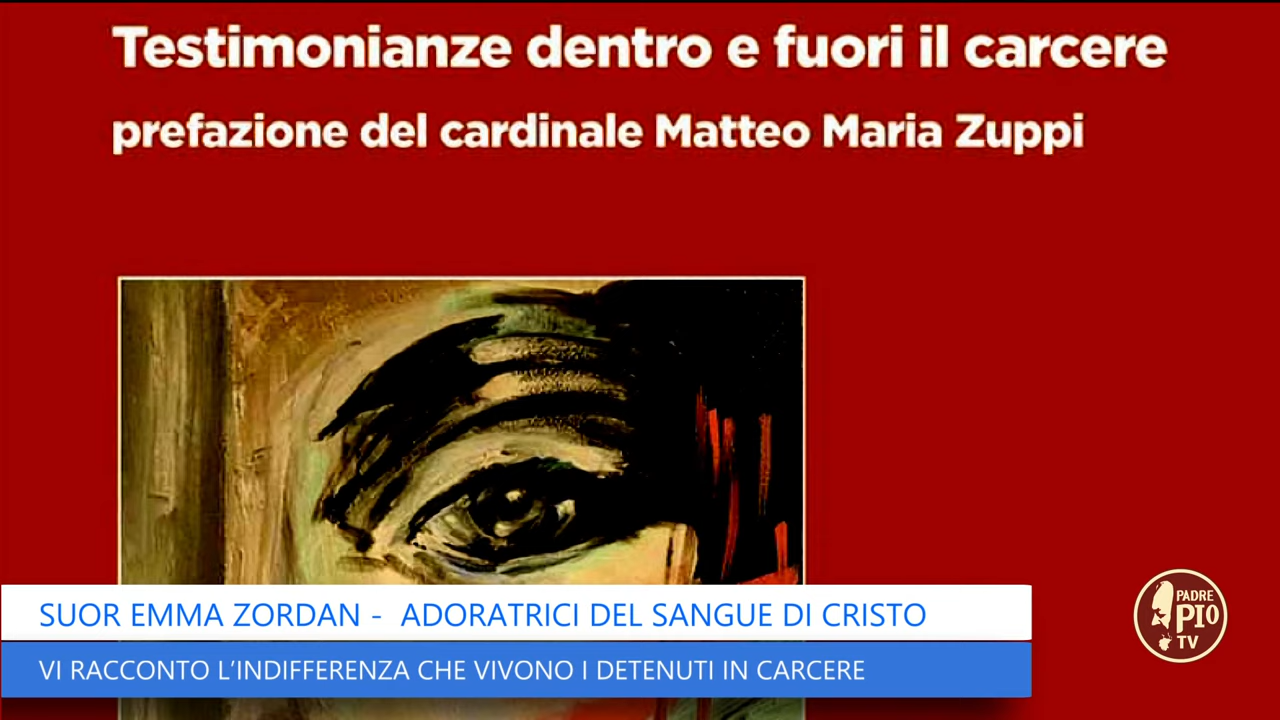 Testimonianze dentro e fuori il carcere
prefazione del cardinale Matteo Maria Zuppi
SUOR EMMA ZORDAN - ADORATRICI DEL SANGUE DI CRISTO
VI RACCONTO L’INDIFFERENZA CHE VIVONO I DETENUTI IN CARCERE
PADRE
PIO
TV